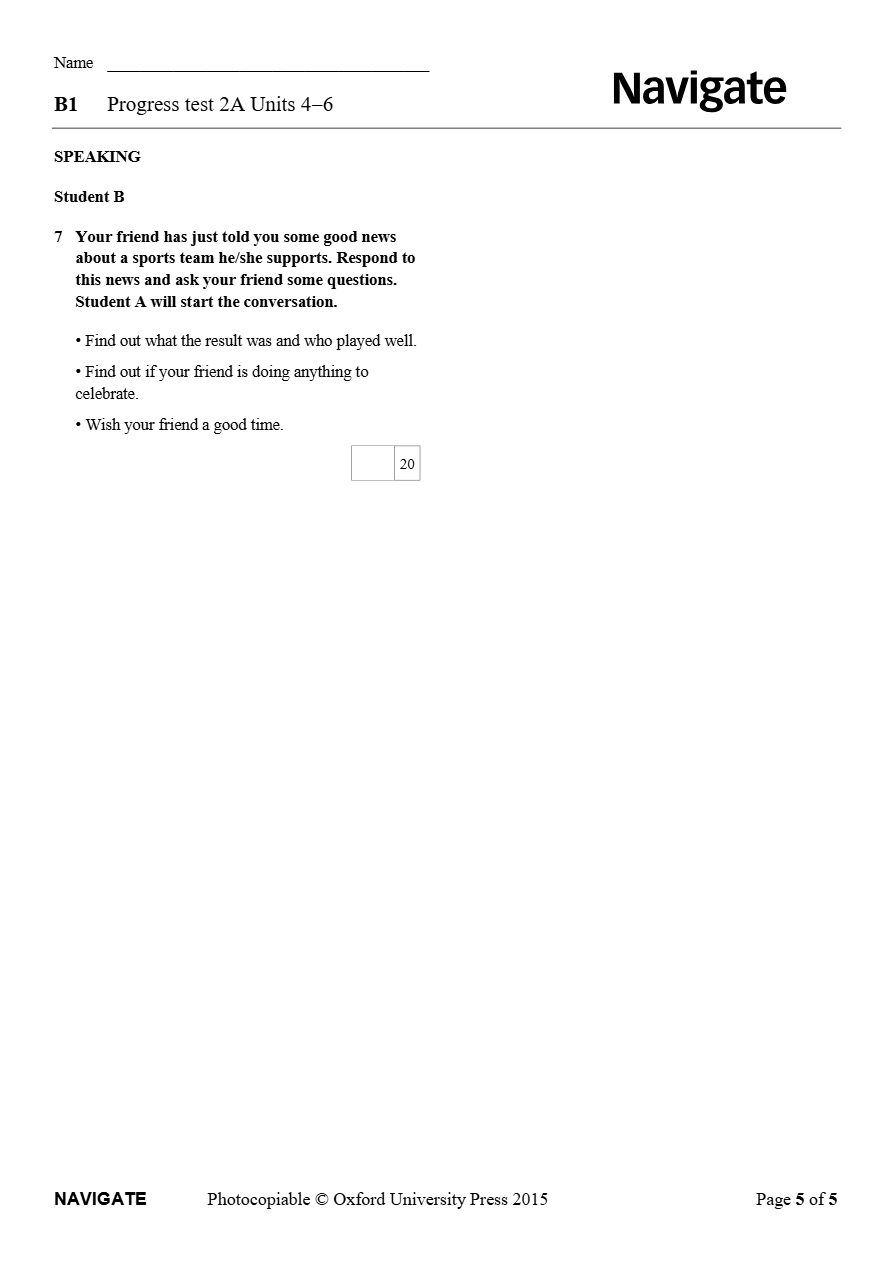 Name
Navigate
B1 Progress test 2A Units 4–6
SPEAKING
Student B
7 Your friend has just told you some good news
about a sports team he/she supports. Respond to
this news and ask your friend some questions.
Student A will start the conversation.
• Find out what the result was and who played well.
• Find out if your friend is doing anything to
celebrate.
• Wish your friend a good time.
20
NAVIGATE Photocopiable © Oxford University Press 2015 Page 5 of 5